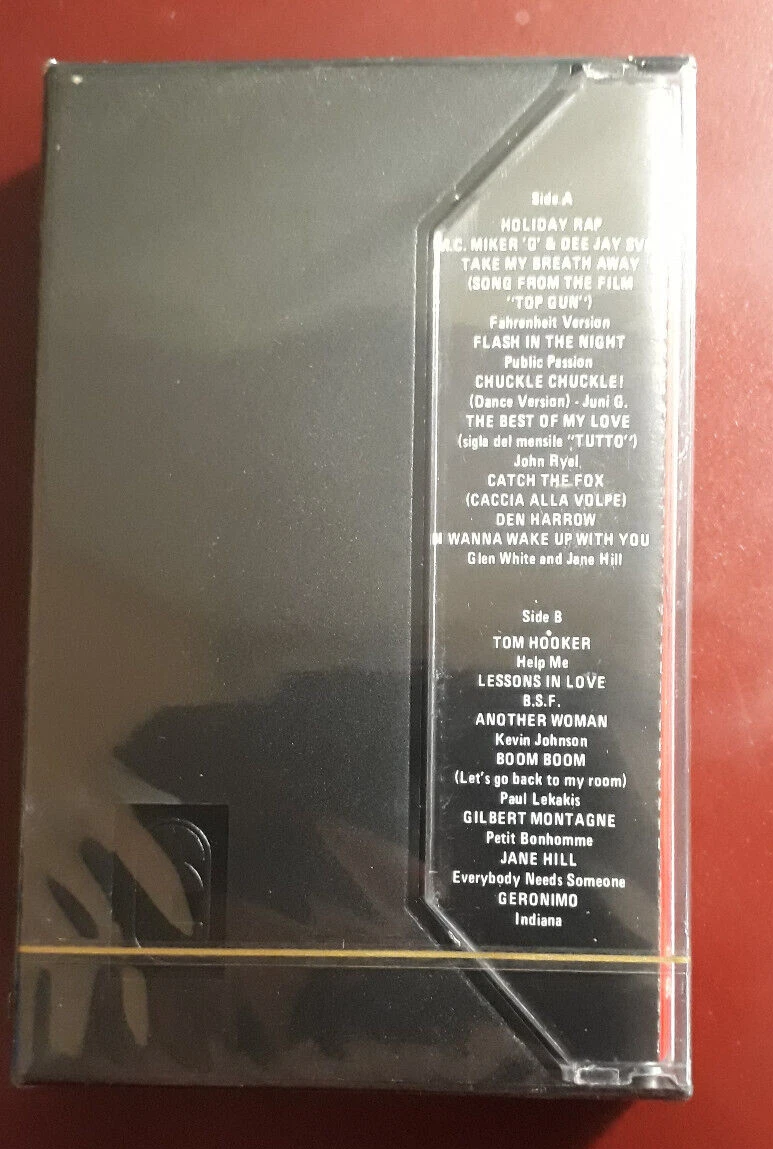 Side A
HOLIDAY RAP
M.C. MIKER 'G' & DEE JAY SV
TAKE MY BREATH AWAY
(SONG FROM THE FILM
"TOP GUN")
Fahrenheit Version
FLASH IN THE NIGHT
Public Passion
CHUCKLE CHUCKLE!
(Dance Version) - Juni G.
THE BEST OF MY LOVE
(sigla del mensile "TUTTO")
John Ryel
CATCH THE FOX
(CACCIA ALLA VOLPE)
DEN HARROW
I WANNA WAKE UP WITH YOU
Glen White and Jane Hill
Side B
TOM HOOKER
Help Me
LESSONS IN LOVE
B.S.F.
ANOTHER WOMAN
Kevin Johnson
BOOM BOOM
(Let's go back to my room)
Paul Lekakis
GILBERT MONTAGNE
Petit Bonhomme
JANE HILL
Everybody Needs Someone
GERONIMO
Indiana